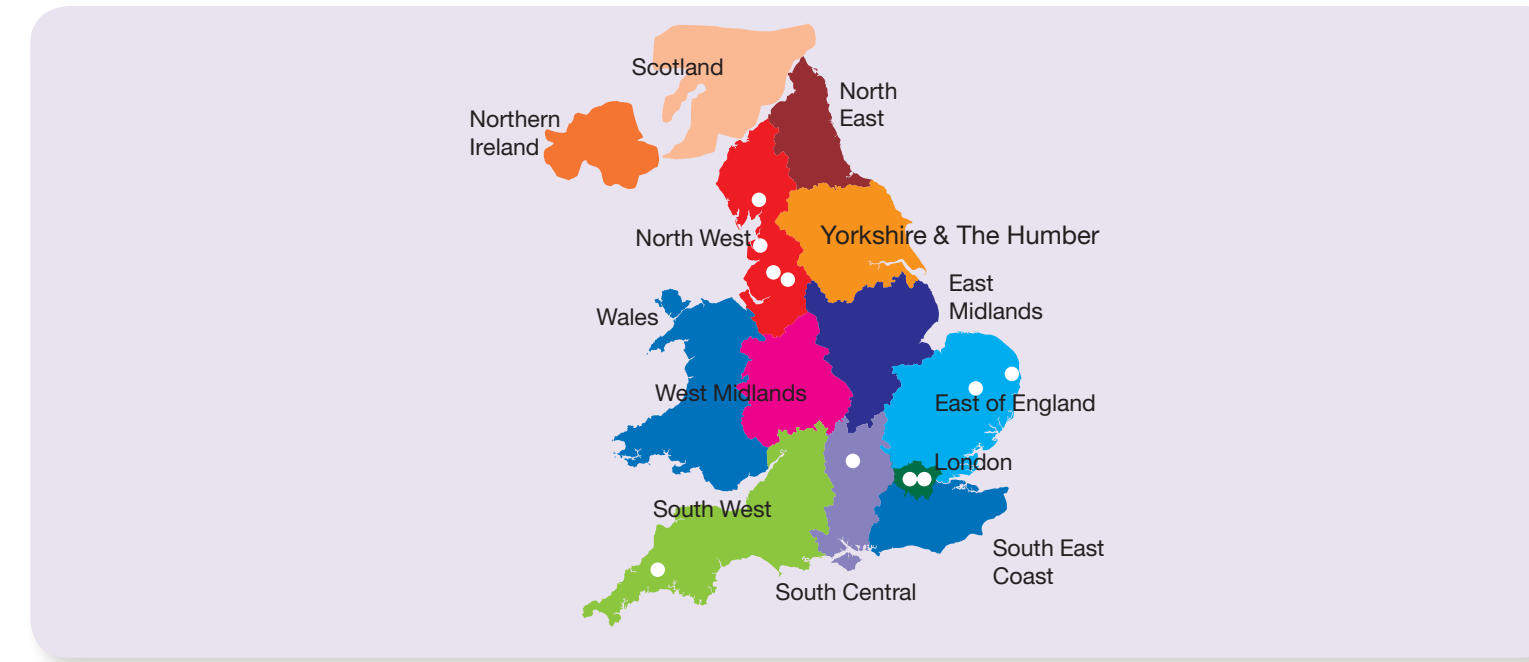 Scotland
North
East
Northern
Ireland
North West
Yorkshire & The Humber
East
Midlands
Wales
West Midlands
East of England
London
South West
South East
Coast
South Central